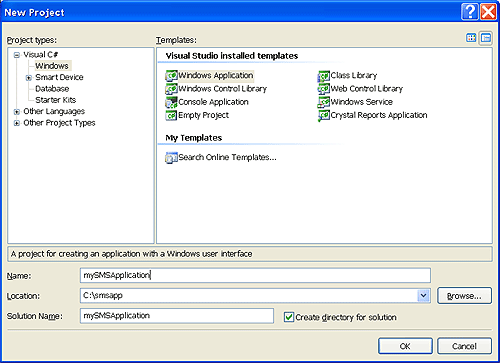 New Project
Project types:
Templates:
Visual C#
Windows
Smart Device
Database
Starter Kits
Other Languages
Other Project Types
Visual Studio installed templates
Windows Application
Class Library
Windows Control Library
Web Control Library
Console Application
Windows Service
Empty Project
Crystal Reports Application
My Templates
Search Online Templates...
A project for creating an application with a Windows user interface
Name:
mySMSApplication
Location:
C:\smsapp
Browse...
Solution Name:
mySMSApplication
Create directory for solution
OK
Cancel